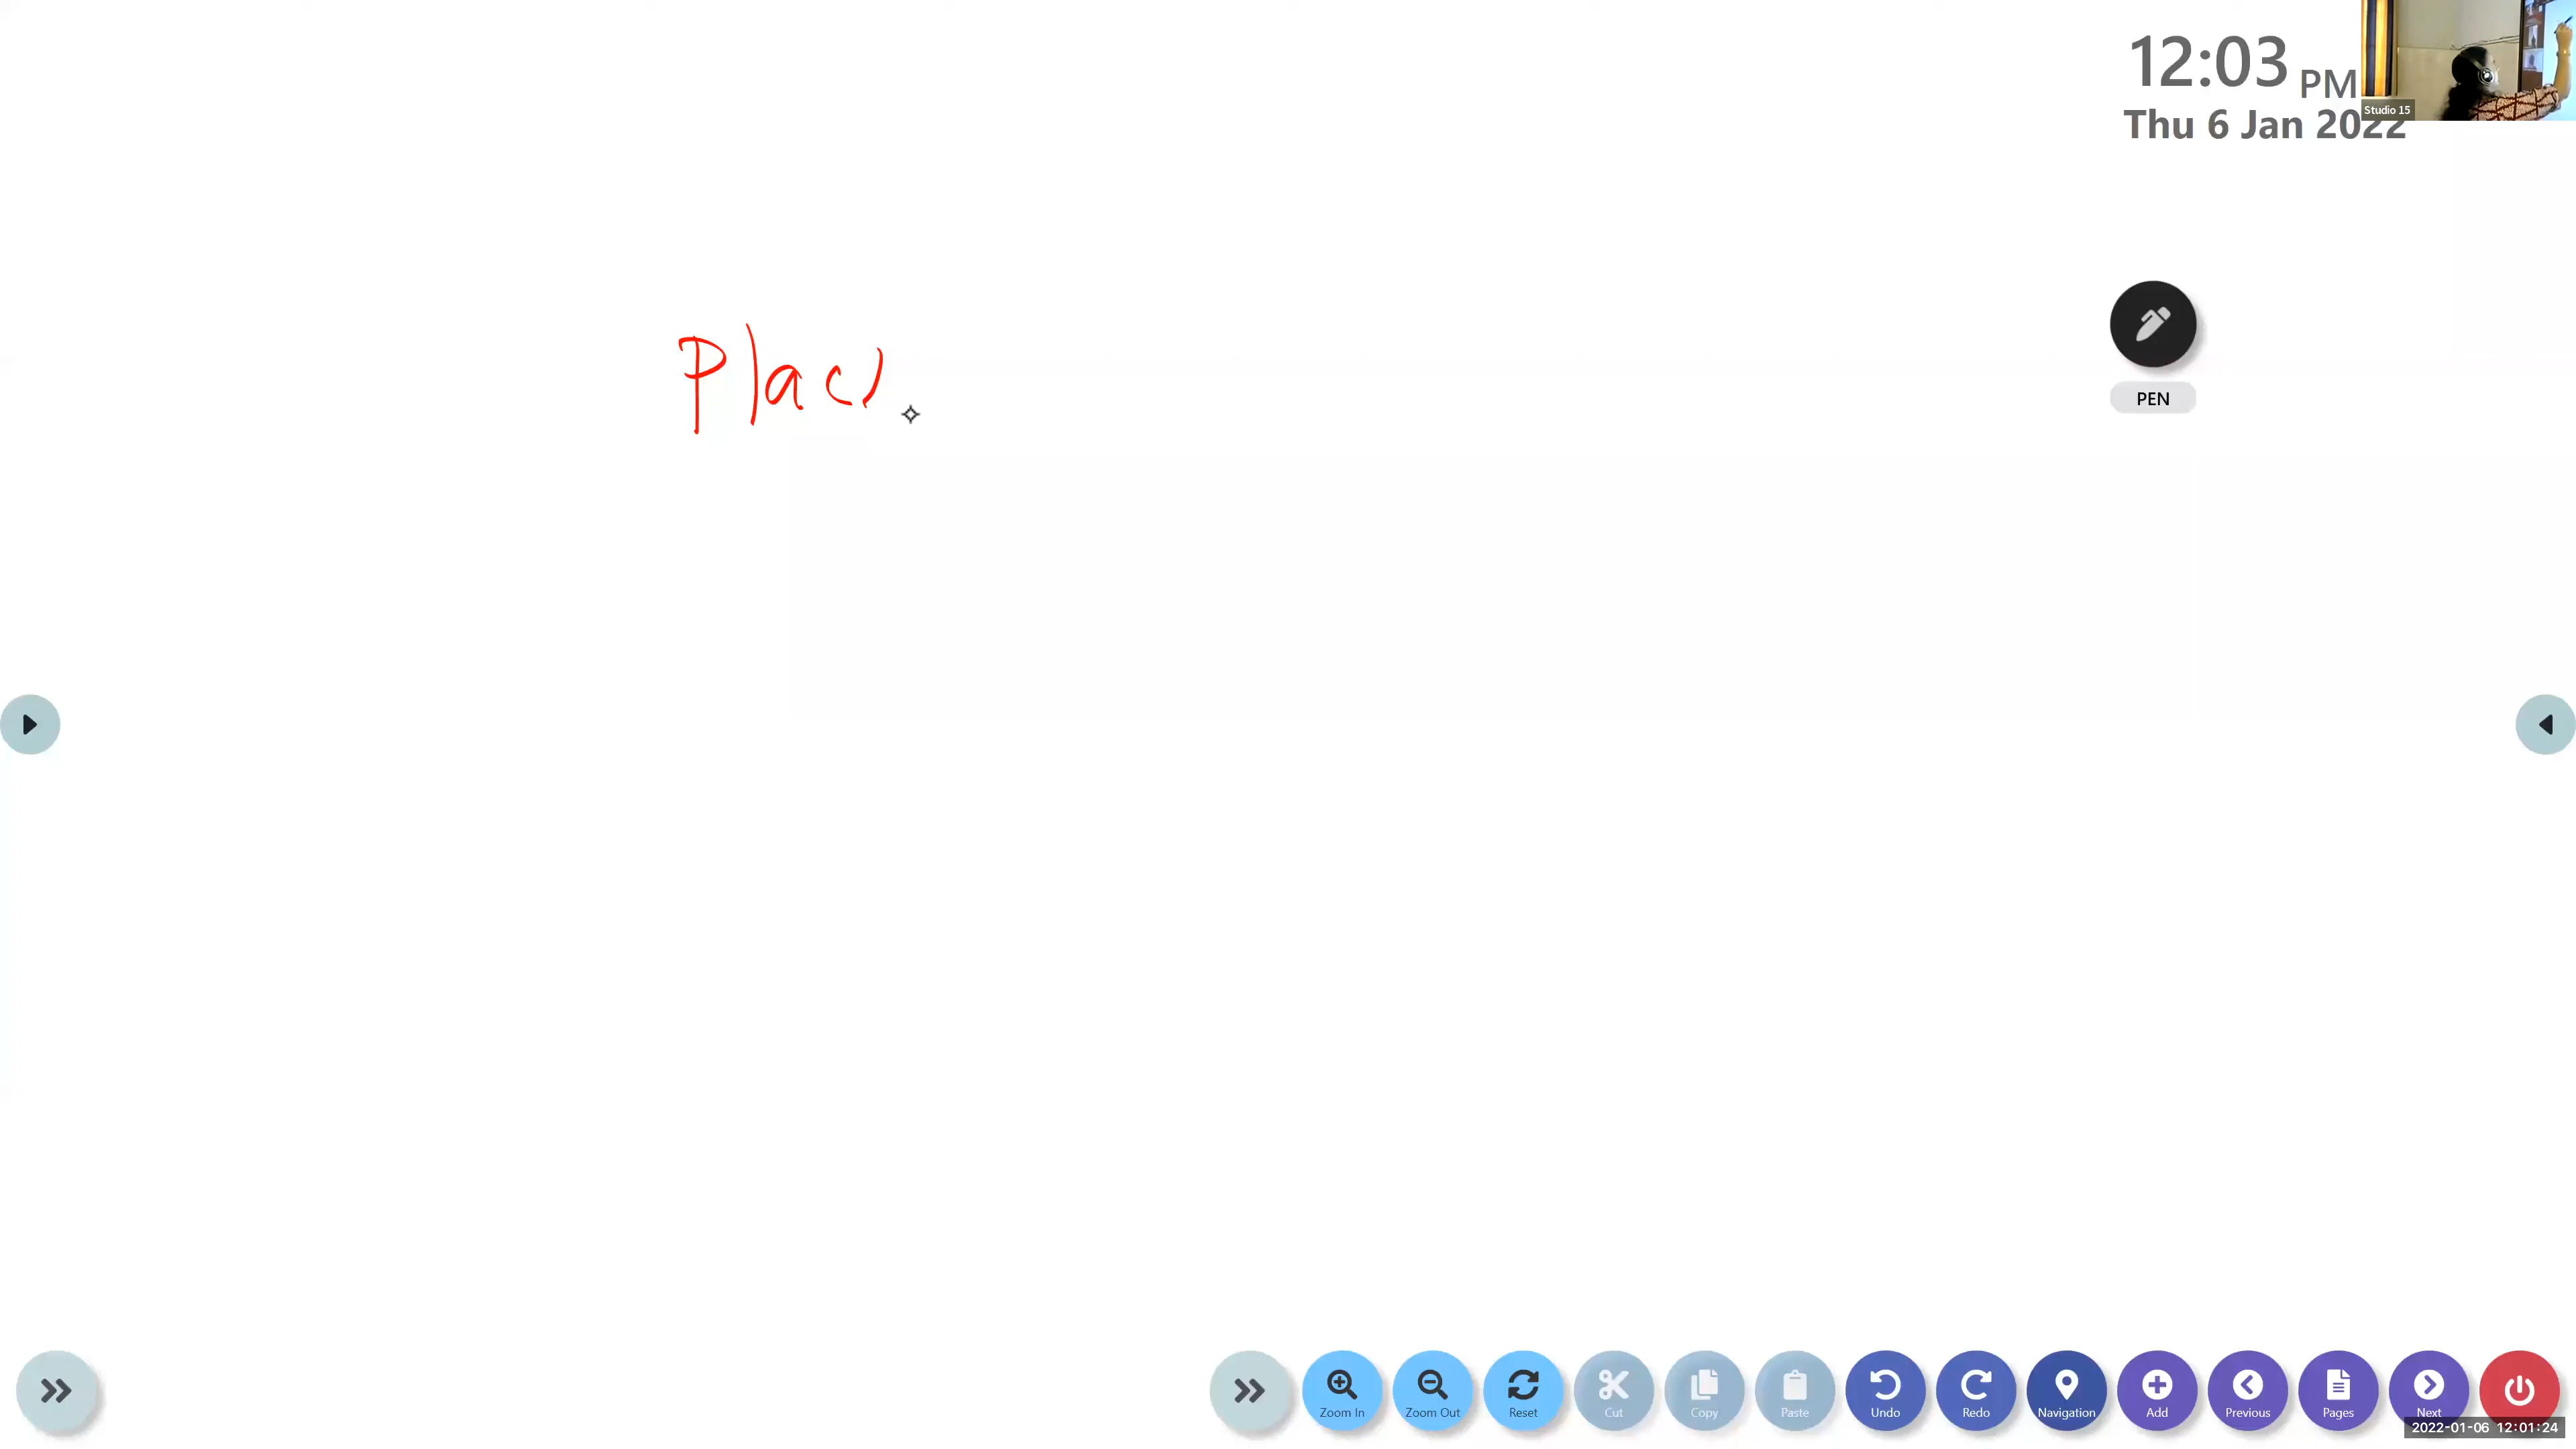 12:03 PM
Studio 15
Thu 6 Jan 2022
Plac
PEN
Zoom In Zoom Out Reset Cut Copy Paste Undo Redo Navigation Add Previous Pages Next
2022-01-06 12:01:24